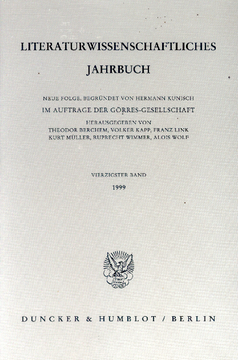 LITERATURWISSENSCHAFTLICHES
JAHRBUCH
NEUE FOLGE, BEGRÜNDET VON HERMANN KUNISCH
IM AUFTRAGE DER GÖRRES-GESELLSCHAFT
HERAUSGEGEBEN VON
THEODOR BERCHEM, VOLKER KAPP, FRANZ LINK
KURT MÜLLER, RUPRECHT WIMMER, ALOIS WOLF
VIERZIGSTER BAND
1999
DUNCKER & HUMBLOT / BERLIN